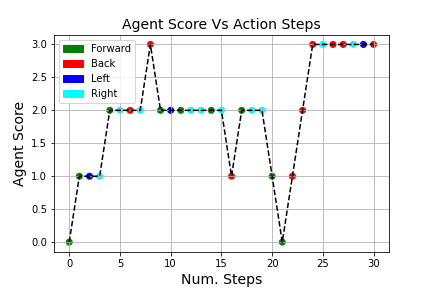 Agent Score Vs Action Steps
3.0
2.5
2.0
1.5
1.0
0.5
0.0
Agent Score
Forward
Back
Left
Right
0 5 10 15 20 25 30
Num. Steps